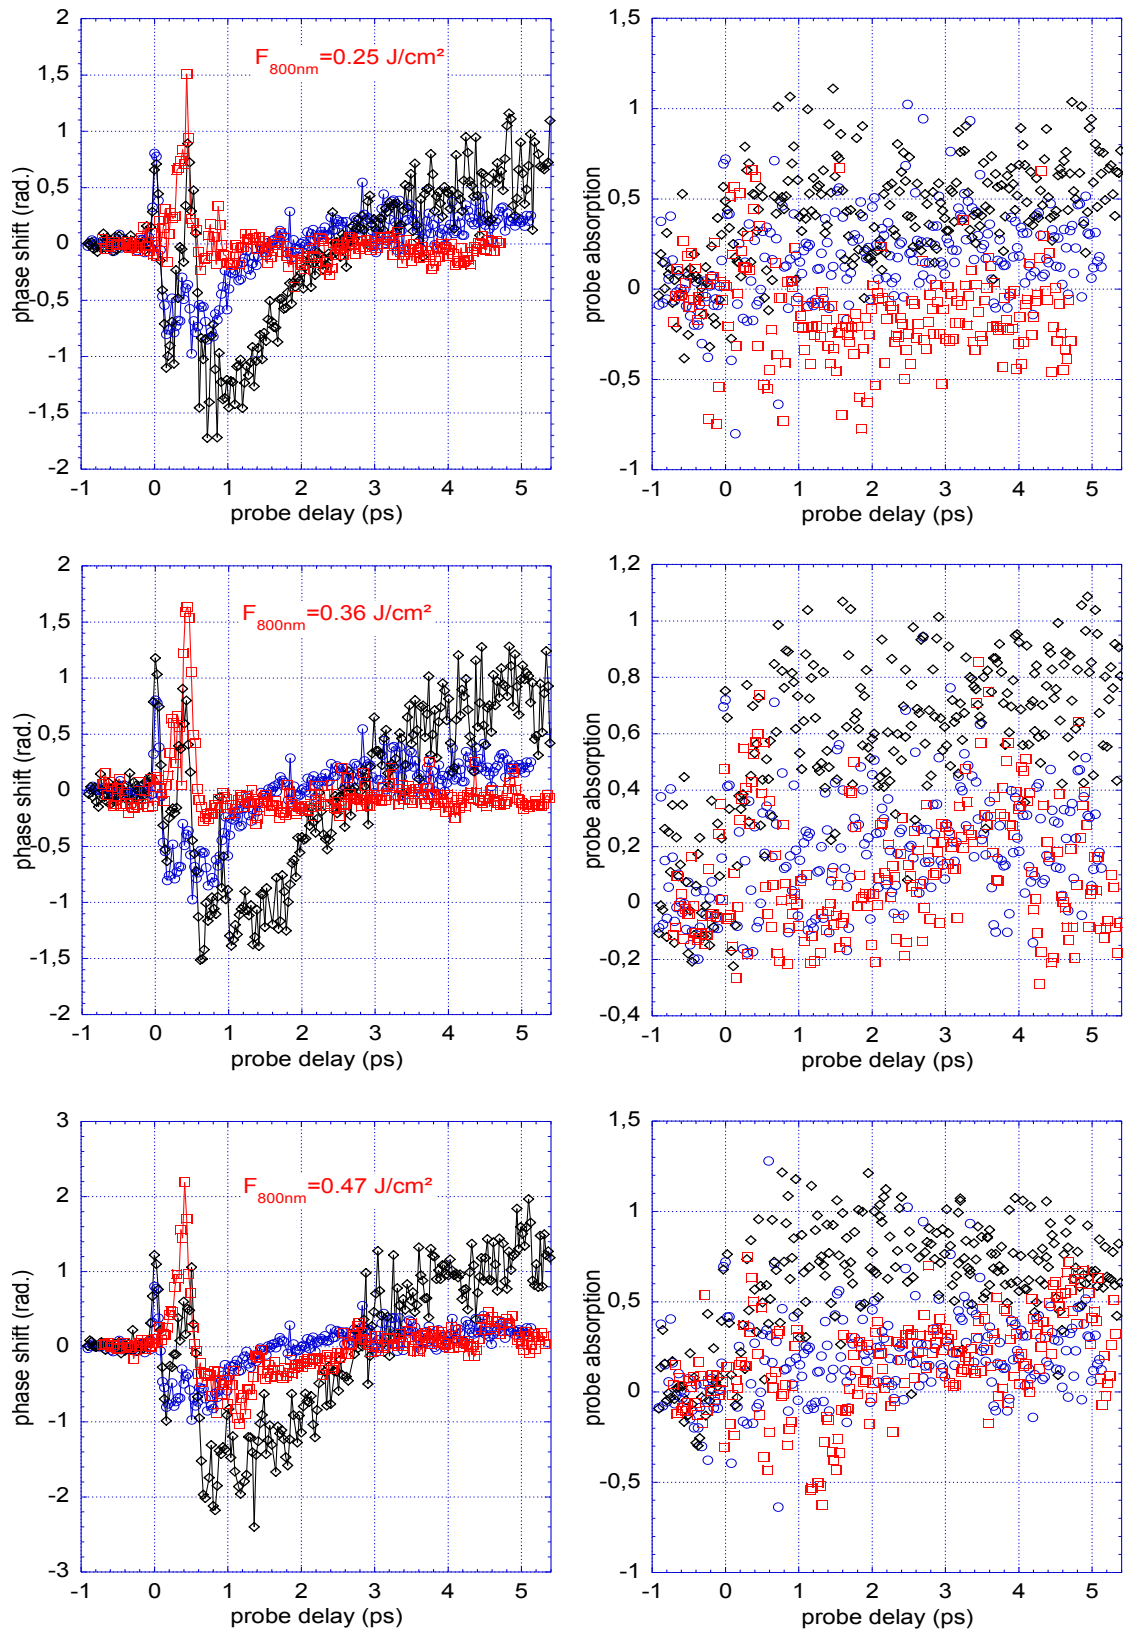 2
1,5
1
0.5
0
-0.5
-1
-1.5
-2
phase shift (rad.)
F800nm=0.25 J/cm²
-1 0 1 2 3 4 5
probe delay (ps)
1,5
1
0.5
0
-0.5
-1
probe absorption
-1 0 1 2 3 4 5
probe delay (ps)
2
1,5
1
0.5
0
-0.5
-1
-1.5
-2
phase shift (rad.)
F800nm=0.36 J/cm²
-1 0 1 2 3 4 5
probe delay (ps)
1,2
1
0.8
0.6
0.4
0.2
0
-0.2
-0,4
probe absorption
-1 0 1 2 3 4 5
probe delay (ps)
3
2
1
0
-1
-2
-3
phase shift (rad.)
F800nm=0.47 J/cm²
-1 0 1 2 3 4 5
probe delay (ps)
1,5
1
0.5
0
-0,5
-1
probe absorption
-1 0 1 2 3 4 5
probe delay (ps)